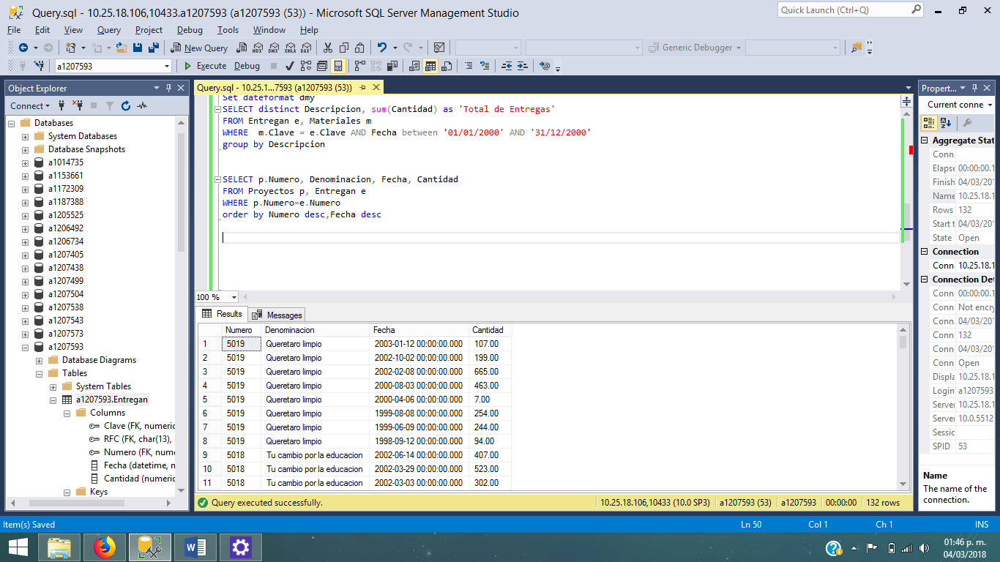 Query.sql - 10.25.18.106,10433.a1207593 (a1207593 (53)) - Microsoft SQL Server Management Studio
Quick Launch (Ctrl+Q)
File Edit View Query Project Debug Tools Window Help
New Query MDX DMX XMLA DAX Generic Debugger
a1207593 Execute Debug
Object Explorer
Connect
Databases
System Databases
Database Snapshots
a1014735
a1153661
a1172309
a1187388
a1205525
a1206492
a1206734
a1207405
a1207438
a1207499
a1207504
a1207538
a1207543
a1207573
a1207593
Database Diagrams
Tables
System Tables
a1207593.Entregan
Columns
Clave (FK, numeric
RFC (FK, char(13),
Numero (FK, nume
Fecha (datetime, n
Cantidad (numeric
Keys
Query.sql - 10.25.1...7593 (a1207593 (53))
Set dateformat dmy
SELECT distinct Descripcion, sum(Cantidad) as 'Total de Entregas'
FROM Entregan e, Materiales m
WHERE  m.Clave = e.Clave AND Fecha between '01/01/2000' AND '31/12/2000'
group by Descripcion
SELECT p.Numero, Denominacion, Fecha, Cantidad
FROM Proyectos p, Entregan e
WHERE p.Numero=e.Numero
order by Numero desc,Fecha desc
100 %
Results Messages
Numero Denominacion Fecha Cantidad
1 5019 Queretaro limpio 2003-01-12 00:00:00.000 107.00
2 5019 Queretaro limpio 2002-10-02 00:00:00.000 199.00
3 5019 Queretaro limpio 2002-02-08 00:00:00.000 665.00
4 5019 Queretaro limpio 2000-08-03 00:00:00.000 463.00
5 5019 Queretaro limpio 2000-04-06 00:00:00.000 7.00
6 5019 Queretaro limpio 1999-08-08 00:00:00.000 254.00
7 5019 Queretaro limpio 1999-06-09 00:00:00.000 244.00
8 5019 Queretaro limpio 1998-09-12 00:00:00.000 94.00
9 5018 Tu cambio por la educacion 2002-06-14 00:00:00.000 407.00
10 5018 Tu cambio por la educacion 2002-03-29 00:00:00.000 523.00
11 5018 Tu cambio por la educacion 2002-03-03 00:00:00.000 302.00
Query executed successfully. 10.25.18.106,10433 (10.0 SP3) a1207593 (53) a1207593 00:00:00 132 rows
Propert...
Current conne
Aggregate Stat
Conn
Elapse 00:00:00.1
Finish 04/03/201
Name 10.25.18.1
Rows 132
Start t 04/03/201
State Open
Connection
Conn 10.25.18.1
Connection Det
Conn 00:00:00.1
Conn Not encry
Conn 04/03/201
Conn 132
Conn 04/03/201
Conn Open
Displa 10.25.18.1
Login a1207593
Server 10.25.18.1
Server 10.0.5512
Sessic
SPID 53
Name
The name of the
connection.
Item(s) Saved Ln 50 Col 1 Ch 1 INS
01:46 p. m.
04/03/2018